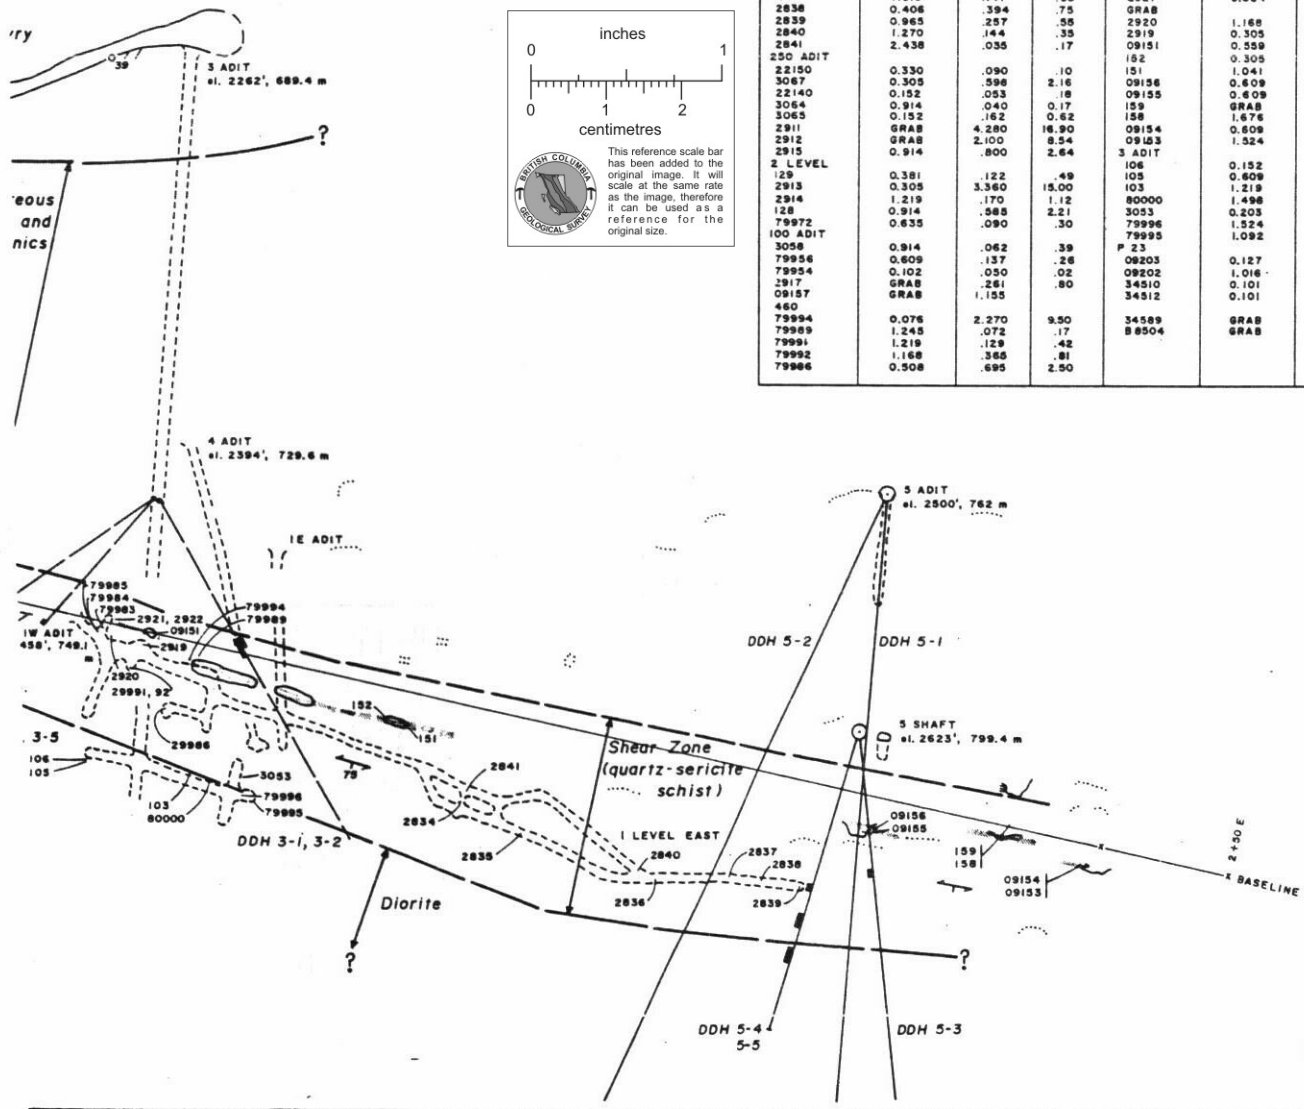 2838 0.406 .394 .75 GRAB
2839 0.965 .257 .55 2920 1.168
2840 1.270 .144 .35 2919 0.305
2841 2.438 .035 .17 09151 0.559
250 ADIT 152 0.305
22150 0.330 .090 .10 151 1.041
3067 0.305 .598 2.16 09156 0.609
22140 0.152 .053 .18 09155 0.609
3064 0.914 .040 0.17 159 GRAB
3065 0.152 .162 0.62 158 1.676
2911 GRAB 4.280 16.90 09154 0.609
2912 GRAB 2.100 8.54 09153 1.524
2915 0.914 .800 2.64 3 ADIT
2 LEVEL 106 0.152
129 0.381 .122 .49 105 0.609
2913 0.305 3.360 15.00 103 1.219
2914 1.219 .170 1.12 80000 1.498
128 0.914 .585 2.21 3053 0.203
79972 0.635 .090 .30 79996 1.524
100 ADIT 79995 1.092
3058 0.914 .062 .39 P 23
79956 0.609 .137 .26 09203 0.127
79954 0.102 .050 .02 09202 1.016
2917 GRAB .261 .80 34510 0.101
09157 GRAB 1.155 34512 0.101
460
79994 0.076 2.270 9.50 34589 GRAB
79989 1.245 .072 .17 B 8504 GRAB
79991 1.219 .129 .42
79992 1.168 .365 .81
79986 0.508 .695 2.50
inches
0 1
0 1 2
centimetres
BRITISH COLUMBIA
GEOLOGICAL SURVEY
This reference scale bar
has been added to the
original image. It will
scale at the same rate
as the image, therefore
it can be used as a
reference for the
original size.
ry
39
3 ADIT
el. 2262', 689.4 m
?
eous
and
nics
4 ADIT
el. 2394', 729.6 m
1E ADIT
5 ADIT
el. 2500', 762 m
79985
79984
79983
2921, 2922
09151
2919
79994
79989
1W ADIT
458', 749.1
m
2920
29991, 92
29986
3-5
106
105
3053
103
80000
79996
79995
DDH 3-1, 3-2
152
151
75
2841
2834
2835
Diorite
?
Shear Zone
(quartz-sericite
schist)
1 LEVEL EAST
2840
2837
2838
2836
2839
DDH 5-2
DDH 5-1
5 SHAFT
el. 2623', 799.4 m
09156
09155
159
158
09154
09153
2+50 E
x BASELINE
?
DDH 5-4
5-5
DDH 5-3